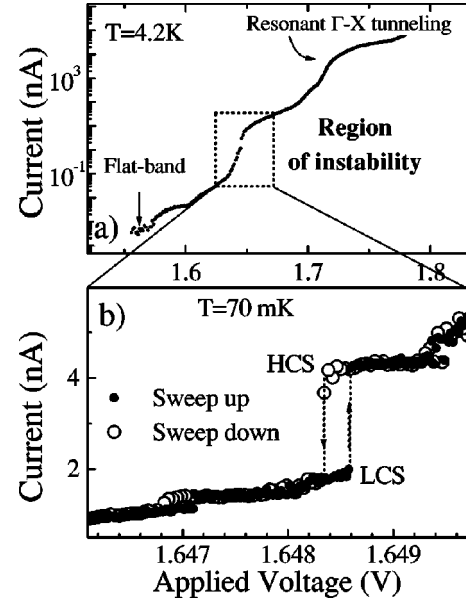 Resonant Γ-X tunneling
T=4.2K
10³
Region
of instability
Flat-band
10⁻¹
Current (nA)
a)
1.6 1.7 1.8
b)
T=70 mK
HCS
4
Sweep up
Sweep down
Current (nA)
2
LCS
1.647 1.648 1.649
Applied Voltage (V)